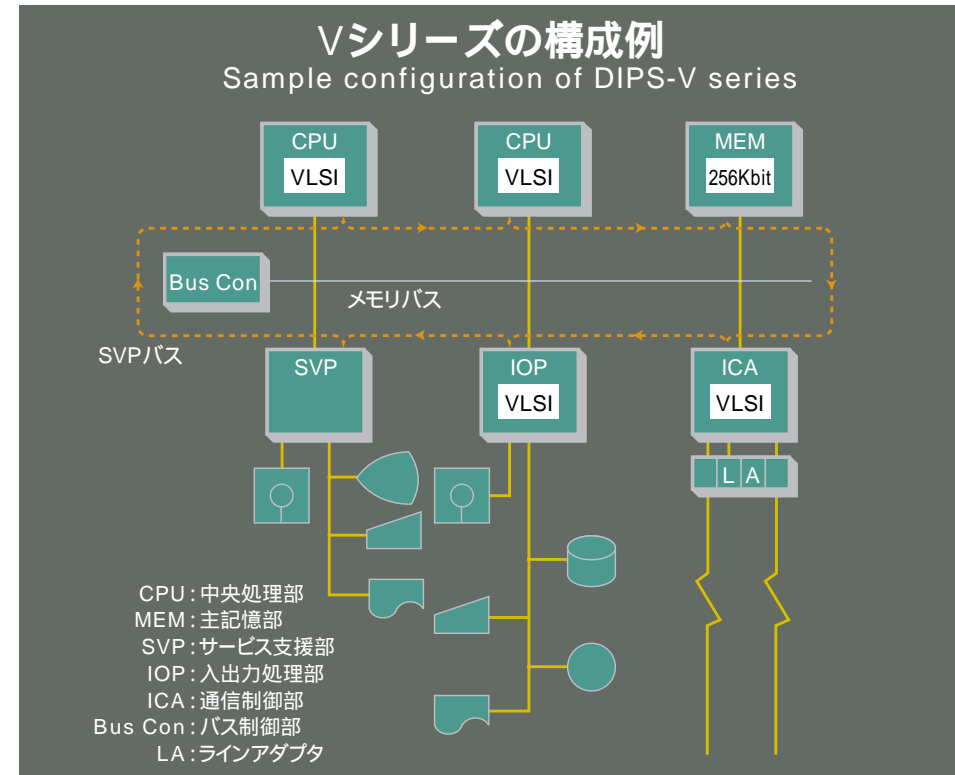 Vシリーズの構成例
Sample configuration of DIPS-V series
CPU
VLSI
CPU
VLSI
MEM
256Kbit
Bus Con
メモリバス
SVPバス
SVP
IOP
VLSI
ICA
VLSI
L A
CPU:中央処理部
MEM:主記憶部
SVP:サービス支援部
IOP:入出力処理部
ICA:通信制御部
Bus Con:バス制御部
LA:ラインアダプタ